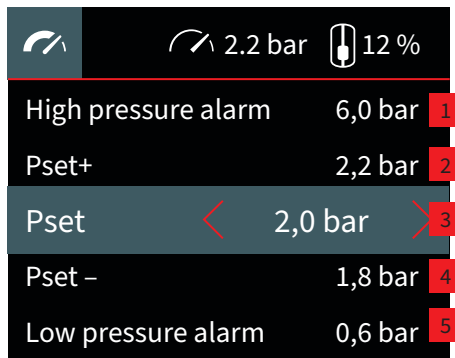 2.2 bar 12 %
High pressure alarm 6,0 bar 1
Pset+ 2,2 bar 2
Pset 2,0 bar 3
Pset – 1,8 bar 4
Low pressure alarm 0,6 bar 5